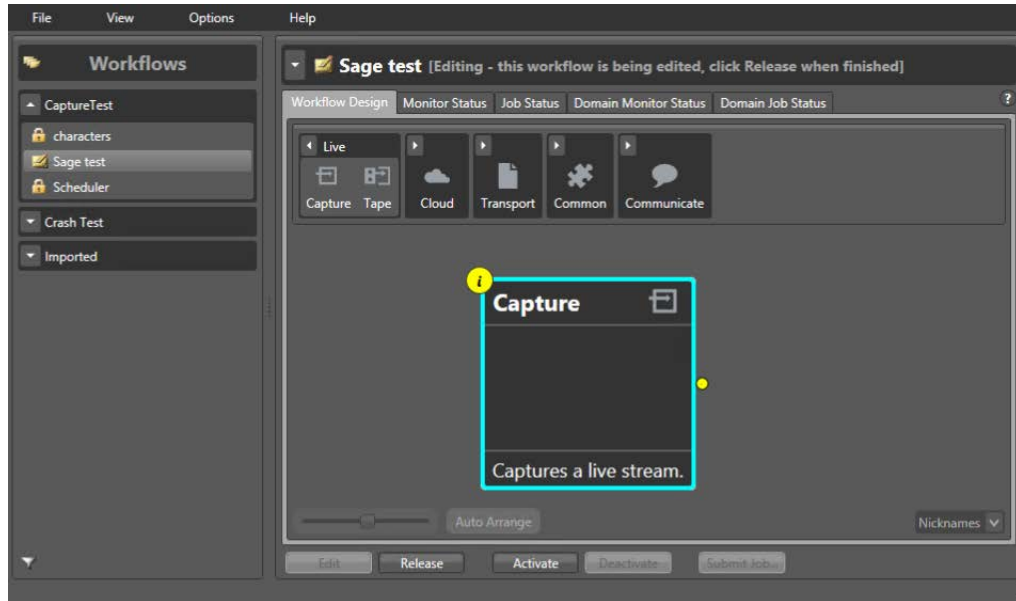 File View Options Help
Workflows
CaptureTest
characters
Sage test
Scheduler
Crash Test
Imported
Sage test [Editing - this workflow is being edited, click Release when finished]
Workflow Design Monitor Status Job Status Domain Monitor Status Domain Job Status ?
Live
Capture Tape Cloud Transport Common Communicate
i
Capture
Captures a live stream.
Auto Arrange Nicknames
Edit Release Activate Deactivate Submit Job...